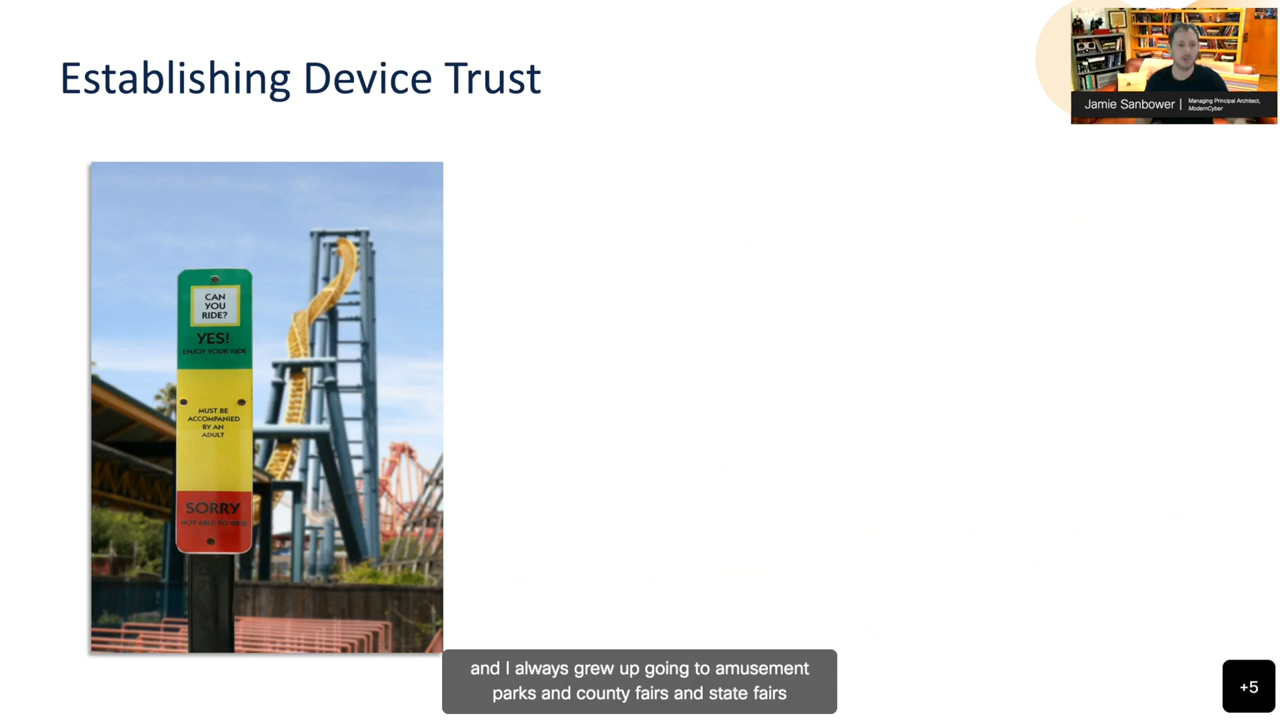 Establishing Device Trust
Jamie Sanbower | Managing Principal Architect,
ModernCyber
CAN
YOU
RIDE?
YES!
ENJOY YOUR RIDE
MUST BE
ACCOMPANIED
BY AN
ADULT
SORRY
NOT ABLE TO RIDE
and I always grew up going to amusement
parks and county fairs and state fairs
+5